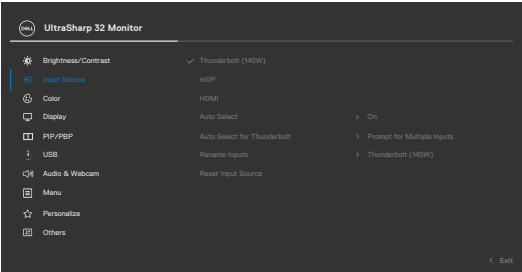 DELL UltraSharp 32 Monitor
Brightness/Contrast ✓ Thunderbolt (140W)
Input Source mDP
Color HDMI
Display Auto Select > On
PIP/PBP Auto Select for Thunderbolt > Prompt for Multiple Inputs
USB Rename Inputs > Thunderbolt (140W)
Audio & Webcam Reset Input Source
Menu
Personalize
Others
< Exit